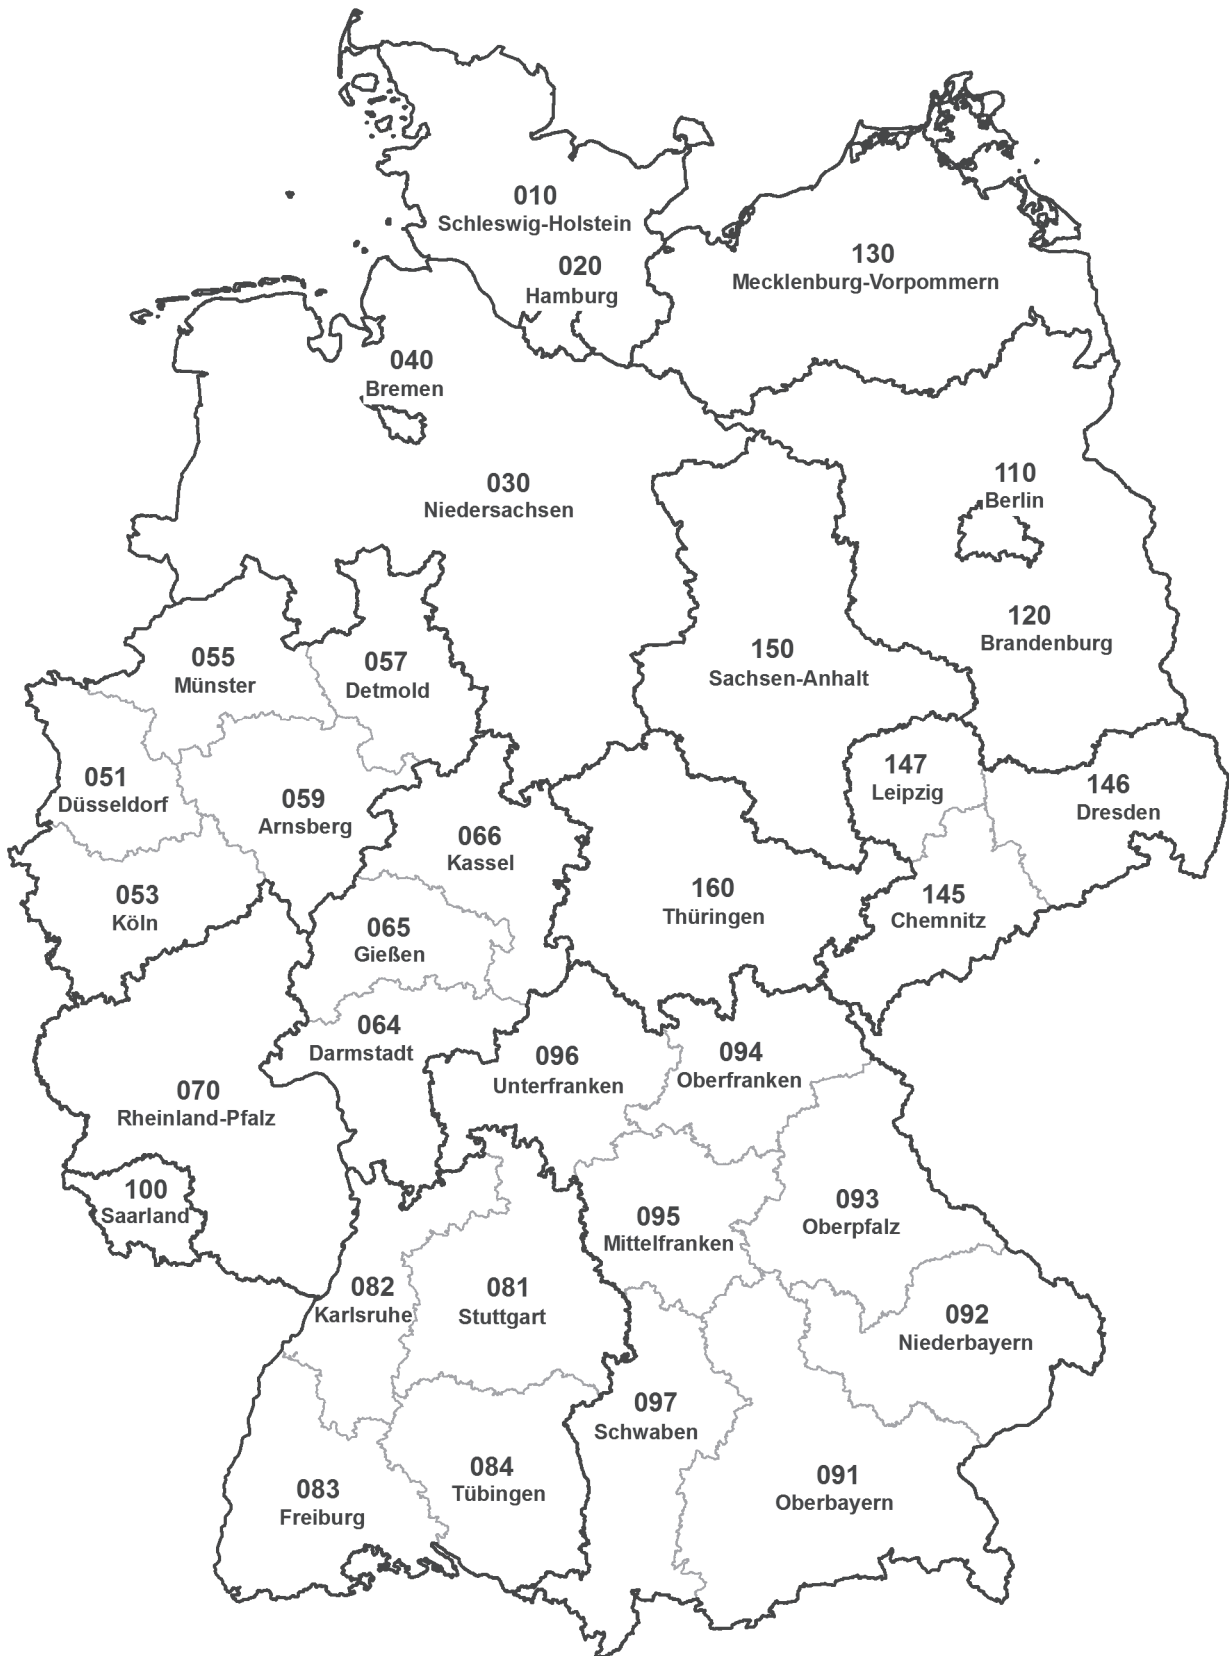 010
Schleswig-Holstein
020
Hamburg
130
Mecklenburg-Vorpommern
040
Bremen
030
Niedersachsen
110
Berlin
120
Brandenburg
150
Sachsen-Anhalt
055
Münster
057
Detmold
051
Düsseldorf
059
Arnsberg
147
Leipzig
146
Dresden
066
Kassel
053
Köln
160
Thüringen
145
Chemnitz
065
Gießen
064
Darmstadt
096
Unterfranken
094
Oberfranken
070
Rheinland-Pfalz
100
Saarland
095
Mittelfranken
093
Oberpfalz
082
Karlsruhe
081
Stuttgart
092
Niederbayern
097
Schwaben
083
Freiburg
084
Tübingen
091
Oberbayern